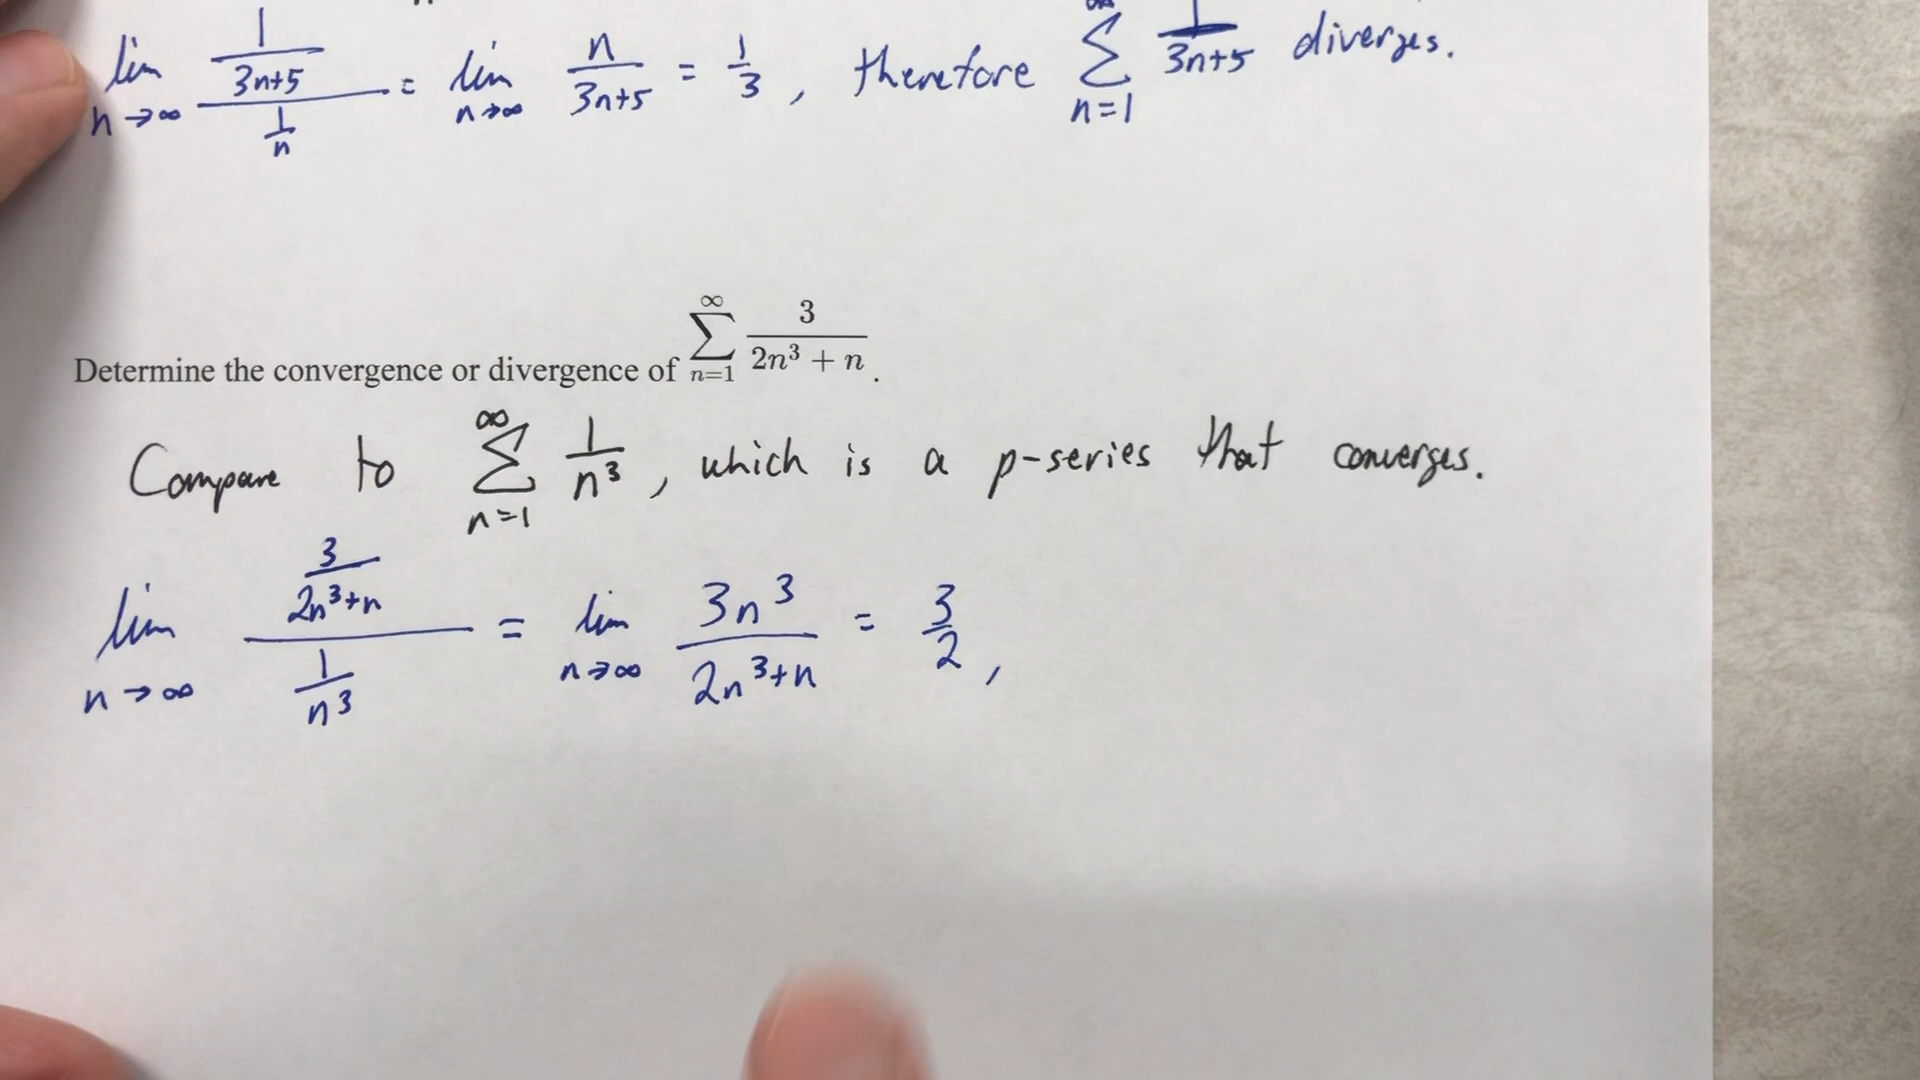 lim n→∞ (1/(3n+5))/(1/n) = lim n→∞ n/(3n+5) = 1/3, therefore ∑ n=1 ∞ 1/(3n+5) diverges.
Determine the convergence or divergence of ∑ n=1 ∞ 3/(2n³ + n).
Compare to ∑ n=1 ∞ 1/n³, which is a p-series that converges.
lim n→∞ (3/(2n³+n))/(1/n³) = lim n→∞ 3n³/(2n³+n) = 3/2,